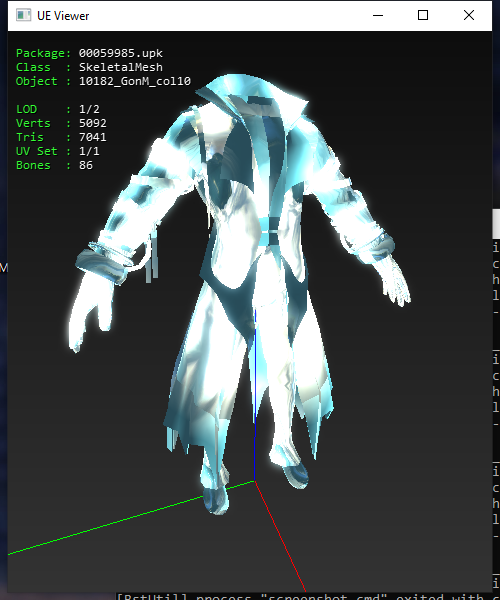 UE Viewer
Package: 00059985.upk
Class : SkeletalMesh
Object : 10182_GonM_col10
LOD : 1/2
Verts : 5092
Tris : 7041
UV Set : 1/1
Bones : 86
[BstUtil] process "screenshot.cmd" exited with c